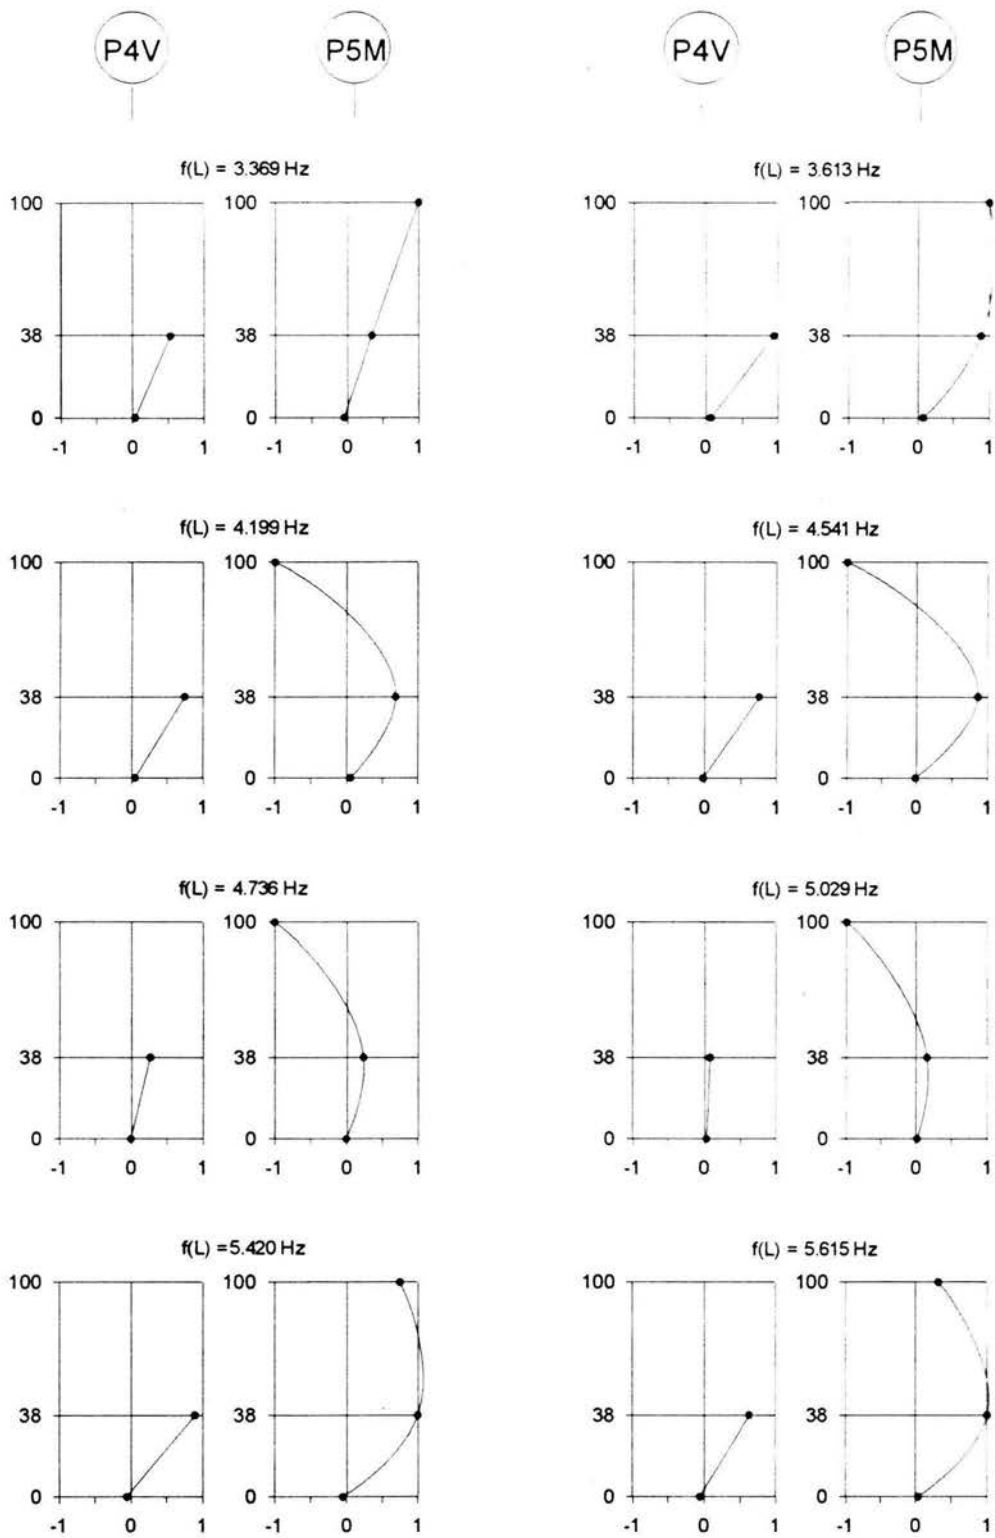 P4V P5M P4V P5M
f(L) = 3.369 Hz f(L) = 3.613 Hz
100 100 100 100
38 38 38 38
0 0 0 0
-1 0 1 -1 0 1 -1 0 1 -1 0 1
f(L) = 4.199 Hz f(L) = 4.541 Hz
100 100 100 100
38 38 38 38
0 0 0 0
-1 0 1 -1 0 1 -1 0 1 -1 0 1
f(L) = 4.736 Hz f(L) = 5.029 Hz
100 100 100 100
38 38 38 38
0 0 0 0
-1 0 1 -1 0 1 -1 0 1 -1 0 1
f(L) =5.420 Hz f(L) = 5.615 Hz
100 100 100 100
38 38 38 38
0 0 0 0
-1 0 1 -1 0 1 -1 0 1 -1 0 1